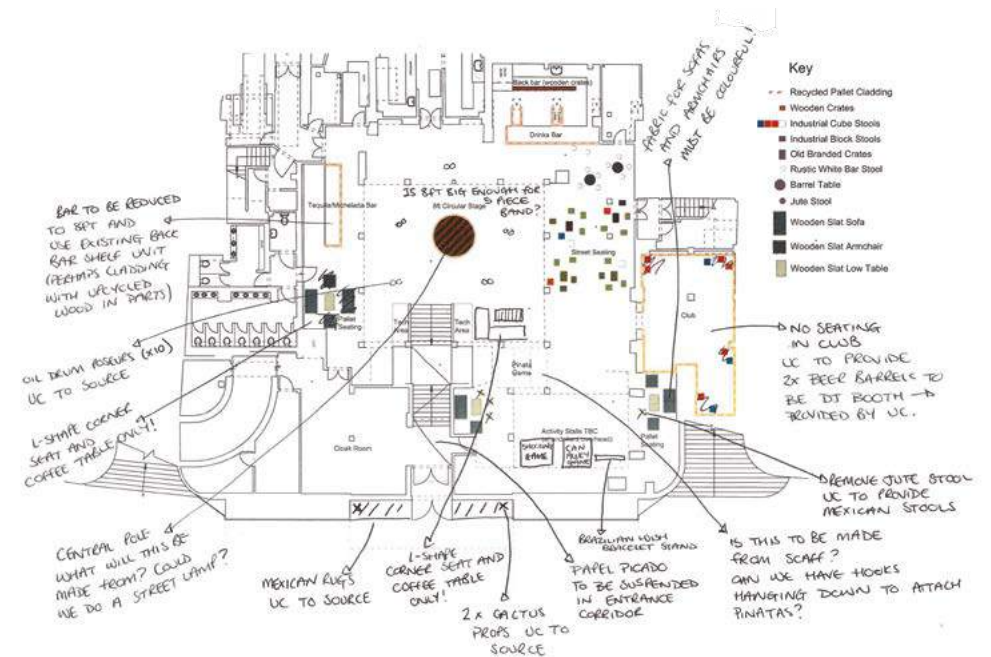 Key
Recycled Pallet Cladding
Wooden Crates
Industrial Cube Stools
Industrial Block Stools
Old Branded Crates
Rustic White Bar Stool
Barrel Table
Jute Stool
Wooden Slat Sofa
Wooden Slat Armchair
Wooden Slat Low Table
FABRIC FOR SOFAS
AND ARMCHAIRS
MUST BE COLOURFUL!
Back bar (wooden crates)
Drinks Bar
IS 8FT BIG ENOUGH FOR
5 PIECE
BAND?
8ft Circular Stage
Tequila/Michelada Bar
Street Seating
Club
Pallet
Seating
Tech
Area
Tech
Area
Pinata
Game
Cloak Room
Activity Stalls TBC
Pallet
Seating
GAME
CAN
ALLEY
GAME
BAR TO BE REDUCED
TO 8FT AND
USE EXISTING BACK
BAR SHELF UNIT
(PERHAPS CLADDING
WITH UPCYCLED
WOOD IN PARTS)
OIL DRUM POSEURS (X10)
UC TO SOURCE
L-SHAPE CORNER
SEAT AND
COFFEE TABLE ONLY!
CENTRAL POLE
WHAT WILL THIS BE
MADE FROM? COULD
WE DO A STREET LAMP?
MEXICAN RUGS
UC TO SOURCE
L-SHAPE
CORNER SEAT AND
COFFEE TABLE
ONLY!
2 x CACTUS
PROPS UC TO
SOURCE
BRAZILIAN WISH
BRACELET STAND
PAPEL PICADO
TO BE SUSPENDED
IN ENTRANCE
CORRIDOR
IS THIS TO BE MADE
FROM SCAFF?
CAN WE HAVE HOOKS
HANGING DOWN TO ATTACH
PINATAS?
REMOVE JUTE STOOL
UC TO PROVIDE
MEXICAN STOOLS
NO SEATING
IN CLUB
UC TO PROVIDE
2X BEER BARRELS TO
BE DJ BOOTH
PROVIDED BY UC.